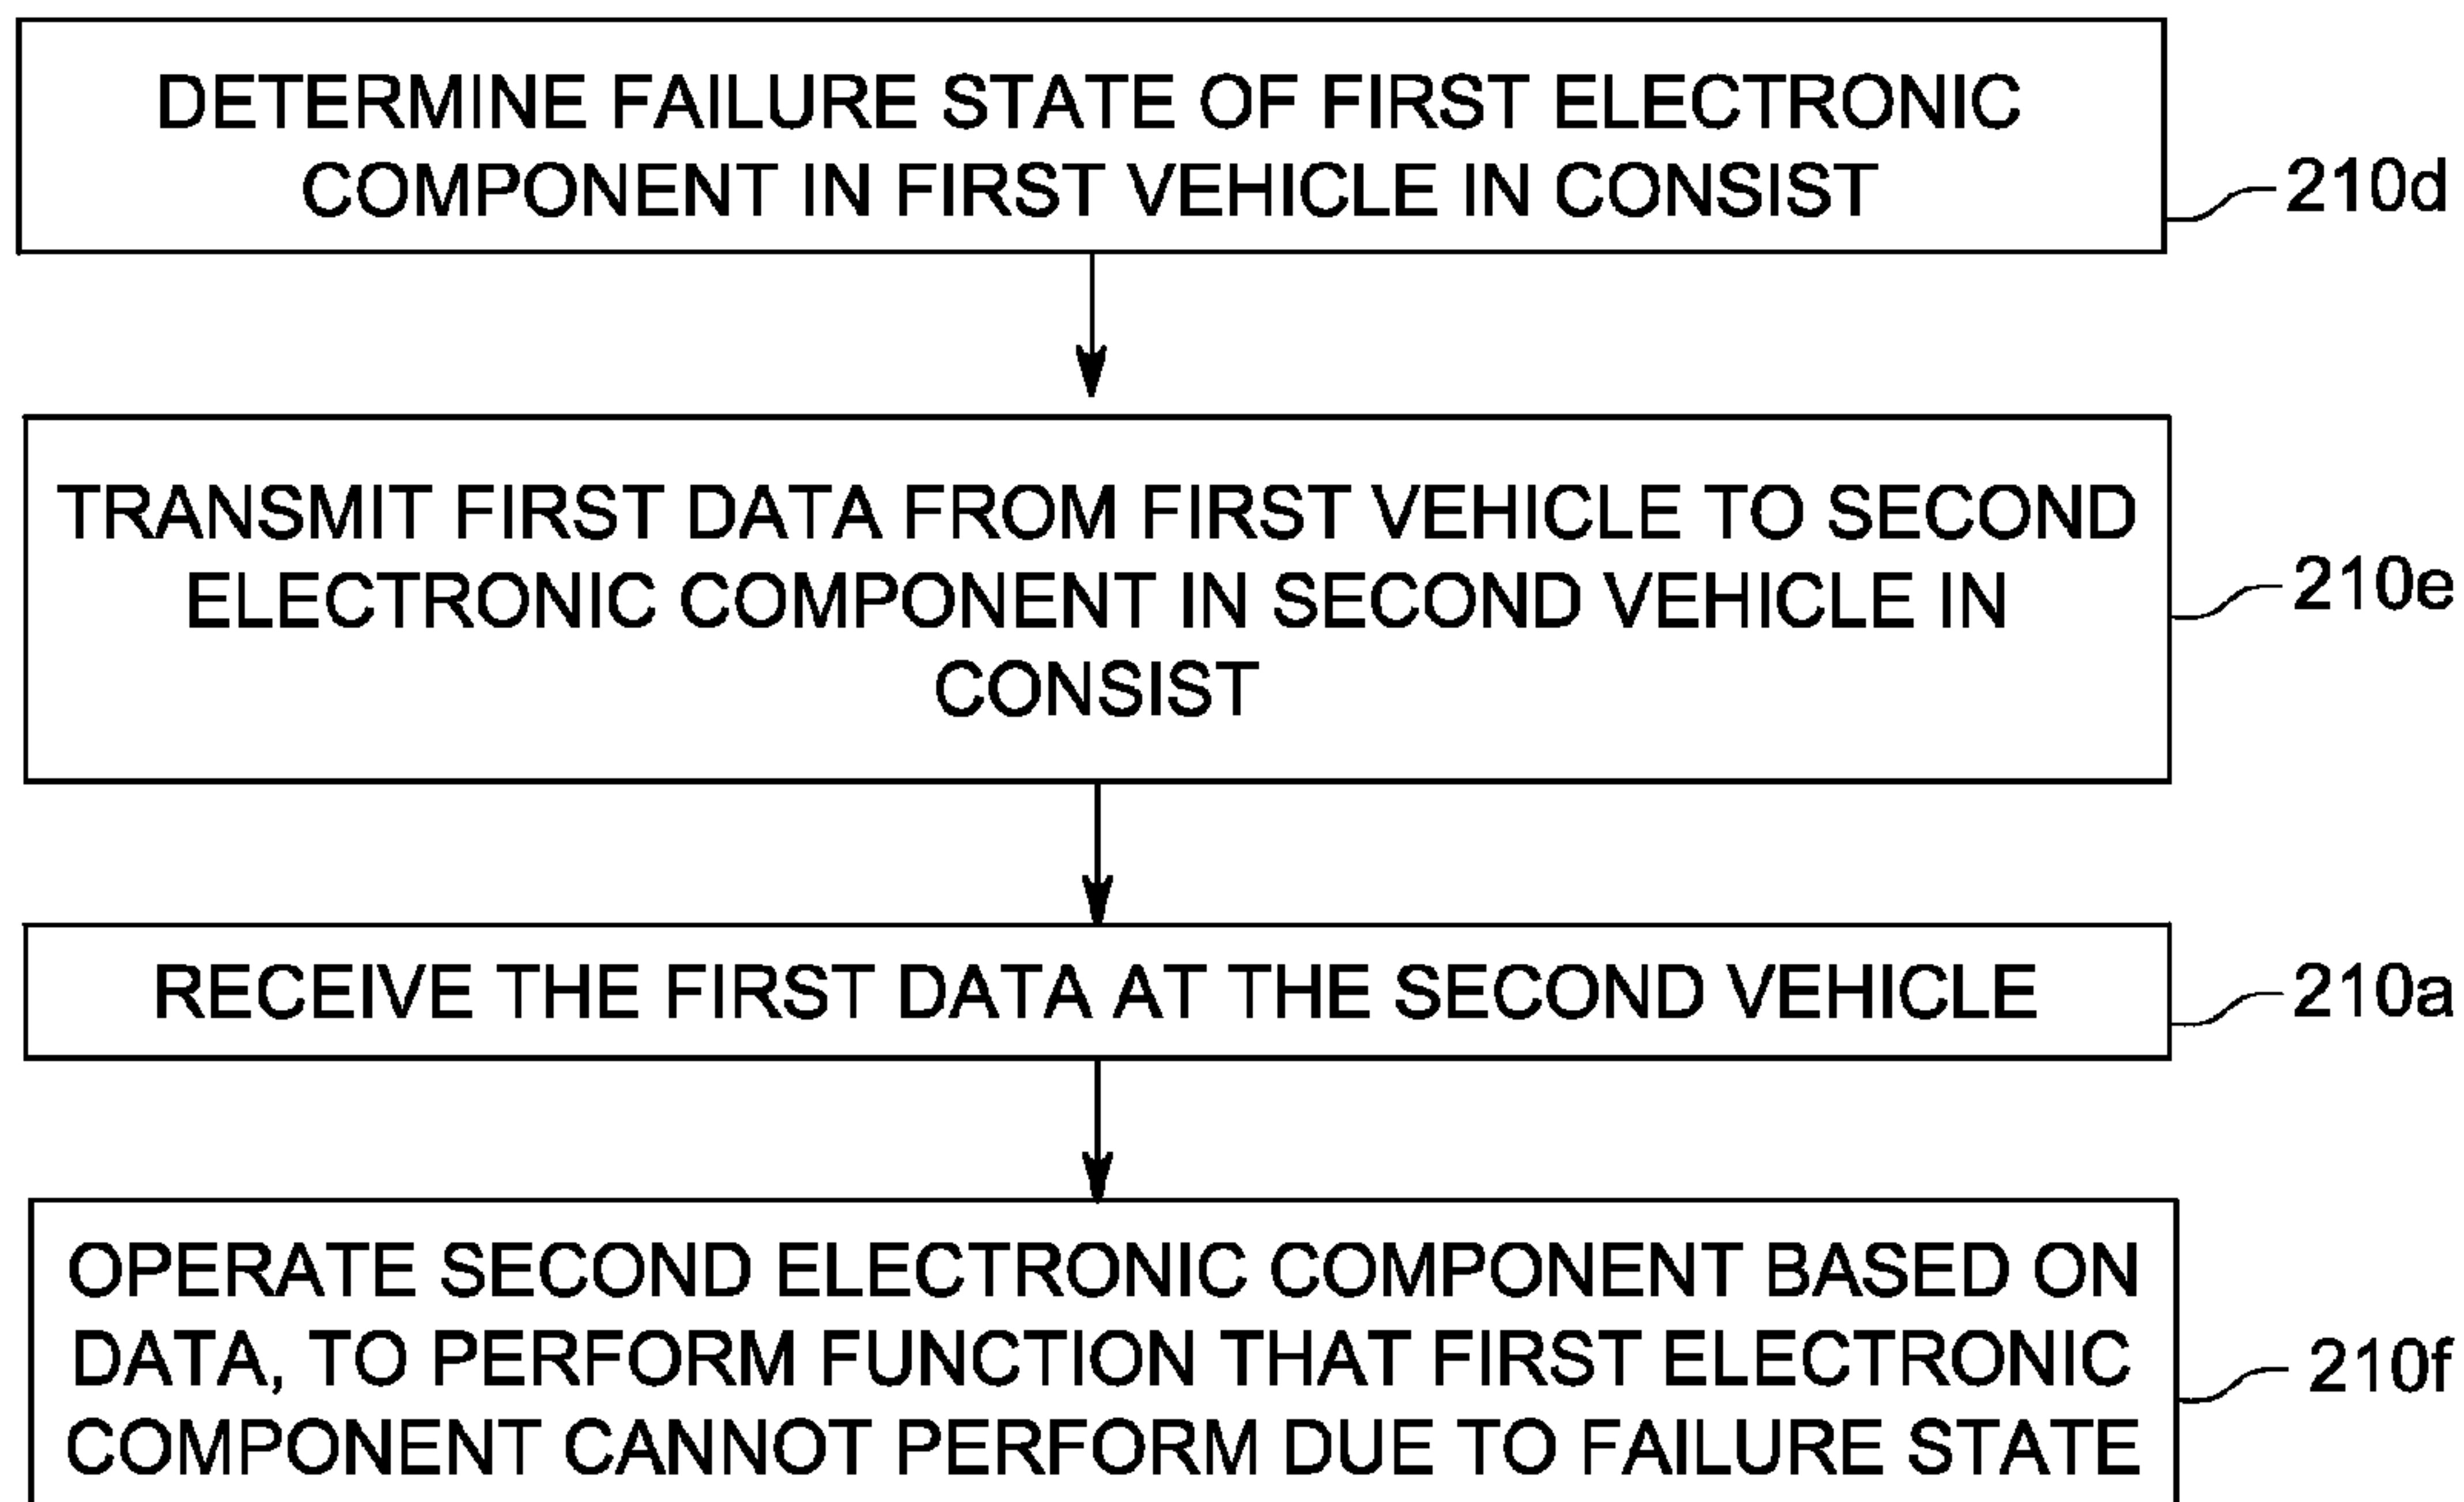 DETERMINE FAILURE STATE OF FIRST ELECTRONIC
COMPONENT IN FIRST VEHICLE IN CONSIST
210d
TRANSMIT FIRST DATA FROM FIRST VEHICLE TO SECOND
ELECTRONIC COMPONENT IN SECOND VEHICLE IN
CONSIST
210e
RECEIVE THE FIRST DATA AT THE SECOND VEHICLE
210a
OPERATE SECOND ELECTRONIC COMPONENT BASED ON
DATA, TO PERFORM FUNCTION THAT FIRST ELECTRONIC
COMPONENT CANNOT PERFORM DUE TO FAILURE STATE
210f